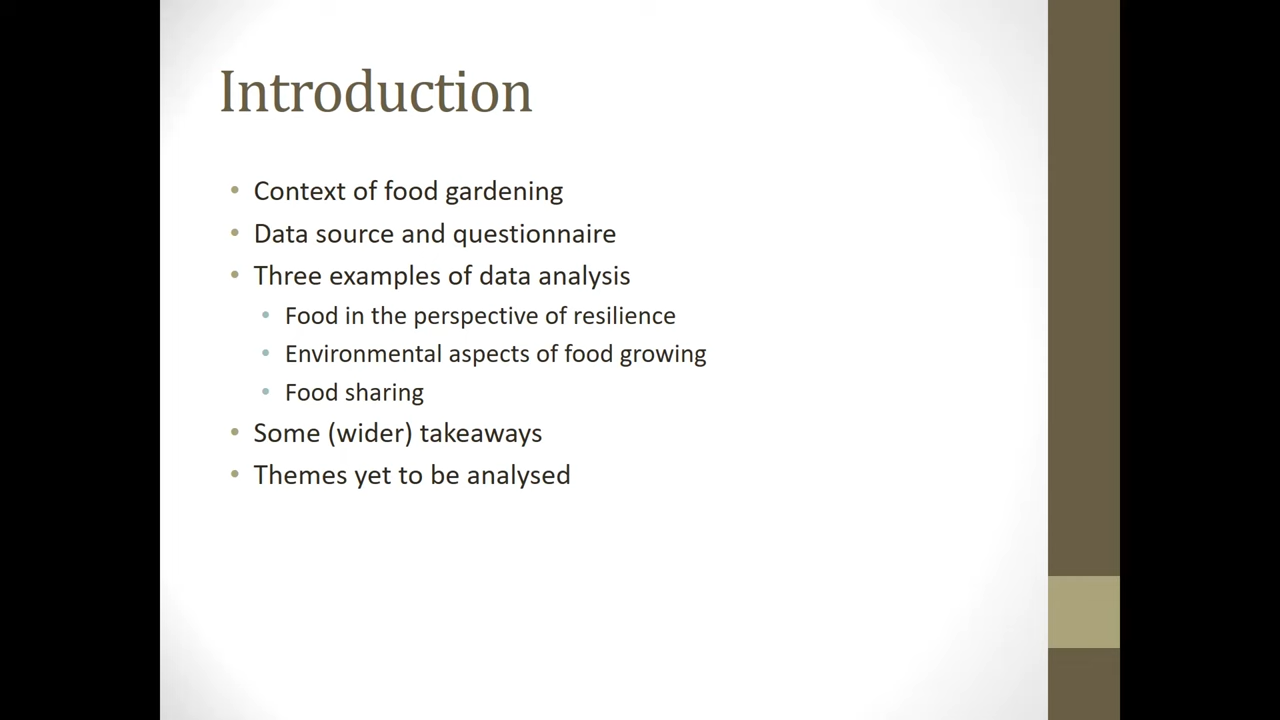 Introduction
• Context of food gardening
• Data source and questionnaire
• Three examples of data analysis
• Food in the perspective of resilience
• Environmental aspects of food growing
• Food sharing
• Some (wider) takeaways
• Themes yet to be analysed